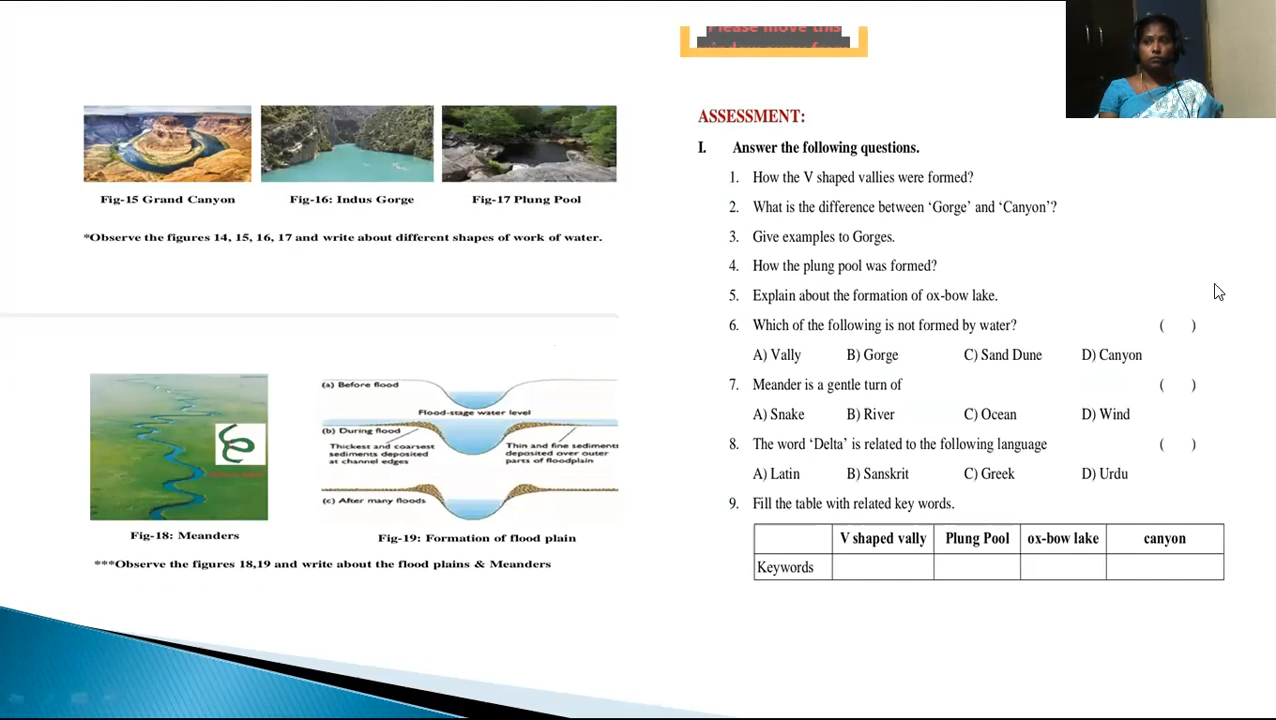 Please move this
window away from
Fig-15 Grand Canyon
Fig-16: Indus Gorge
Fig-17 Plung Pool
*Observe the figures 14, 15, 16, 17 and write about different shapes of work of water.
(a) Before flood
Flood-stage water level
(b) During flood
Thickest and coarsest
sediments deposited
at channel edges
Thin and fine sediments
deposited over outer
parts of floodplain
(c) After many floods
Fig-18: Meanders
Fig-19: Formation of flood plain
***Observe the figures 18,19 and write about the flood plains & Meanders
ASSESSMENT:
I. Answer the following questions.
1. How the V shaped vallies were formed?
2. What is the difference between ‘Gorge’ and ‘Canyon’?
3. Give examples to Gorges.
4. How the plung pool was formed?
5. Explain about the formation of ox-bow lake.
6. Which of the following is not formed by water? ( )
A) Vally B) Gorge C) Sand Dune D) Canyon
7. Meander is a gentle turn of ( )
A) Snake B) River C) Ocean D) Wind
8. The word ‘Delta’ is related to the following language ( )
A) Latin B) Sanskrit C) Greek D) Urdu
9. Fill the table with related key words.
V shaped vally Plung Pool ox-bow lake canyon
Keywords